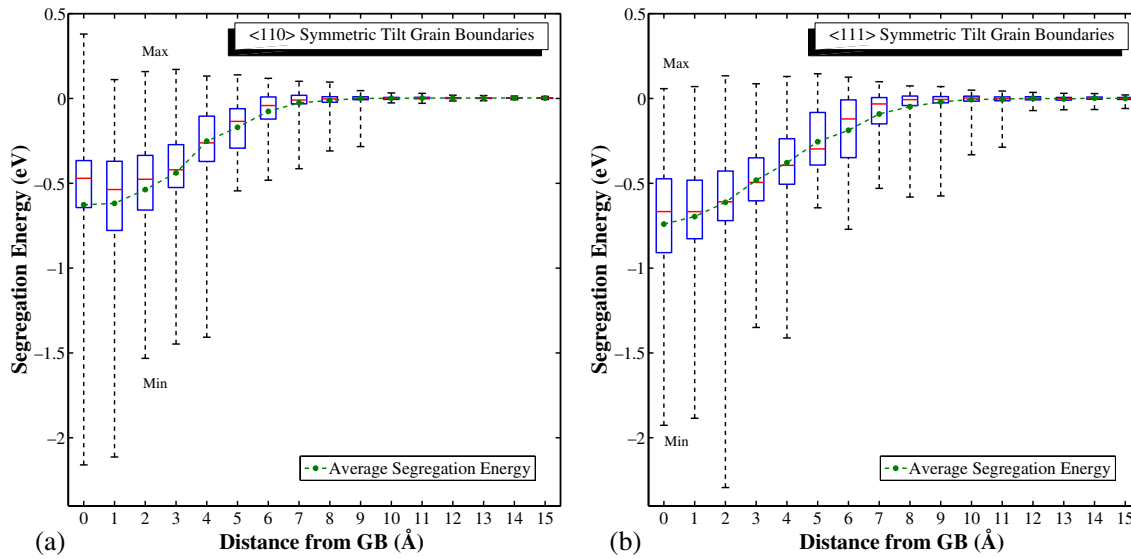 <110> Symmetric Tilt Grain Boundaries
Max
Min
Average Segregation Energy
0.5
0
−0.5
−1
−1.5
−2
Segregation Energy (eV)
0 1 2 3 4 5 6 7 8 9 10 11 12 13 14 15
Distance from GB (Å)
(a)
<111> Symmetric Tilt Grain Boundaries
Max
Min
Average Segregation Energy
0.5
0
−0.5
−1
−1.5
−2
Segregation Energy (eV)
0 1 2 3 4 5 6 7 8 9 10 11 12 13 14 15
Distance from GB (Å)
(b)